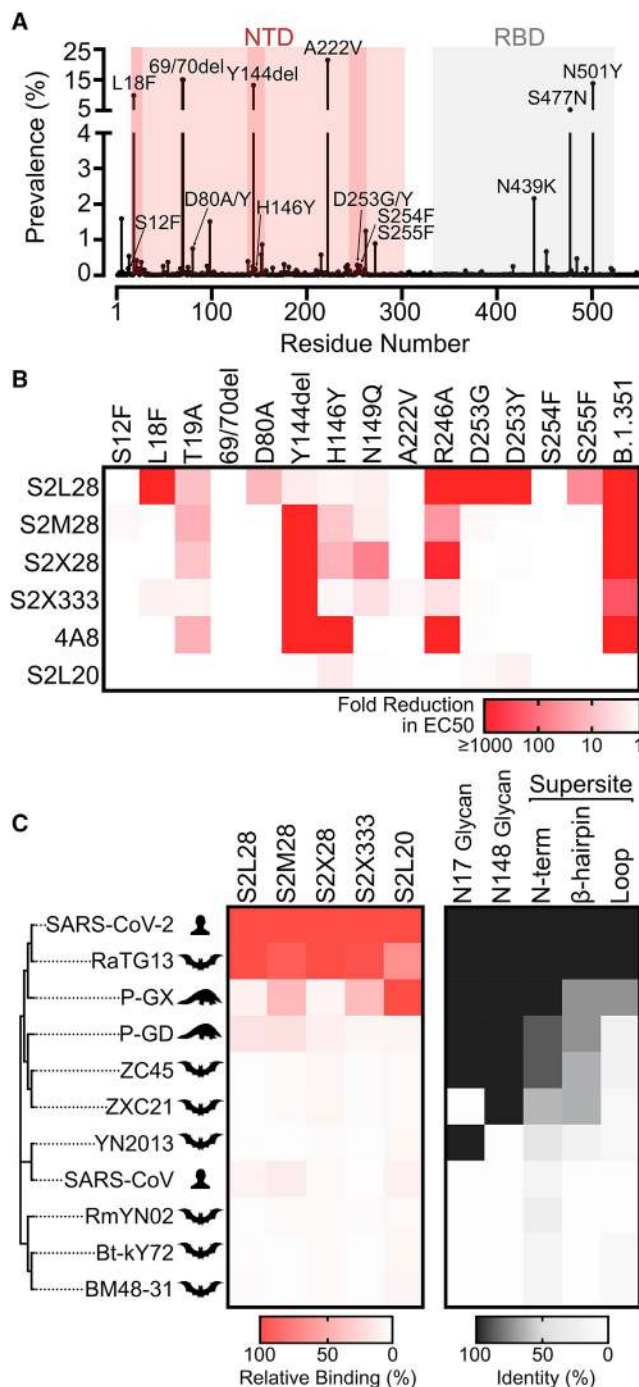 A
NTD
RBD
Prevalence (%)
25
15
5
4
3
2
1
0
L18F
69/70del
Y144del
A222V
N501Y
S477N
N439K
S12F
D80A/Y
H146Y
D253G/Y
S254F
S255F
1
100
200
300
400
500
Residue Number
B
S12F
L18F
T19A
69/70del
D80A
Y144del
H146Y
N149Q
A222V
R246A
D253G
D253Y
S254F
S255F
B.1.351
S2L28
S2M28
S2X28
S2X333
4A8
S2L20
Fold Reduction
in EC50
≥1000 100 10 1
C
S2L28
S2M28
S2X28
S2X333
S2L20
Supersite
N17 Glycan
N148 Glycan
N-term
β-hairpin
Loop
SARS-CoV-2
RaTG13
P-GX
P-GD
ZC45
ZXC21
YN2013
SARS-CoV
RmYN02
Bt-kY72
BM48-31
100 50 0
Relative Binding (%)
100 50 0
Identity (%)